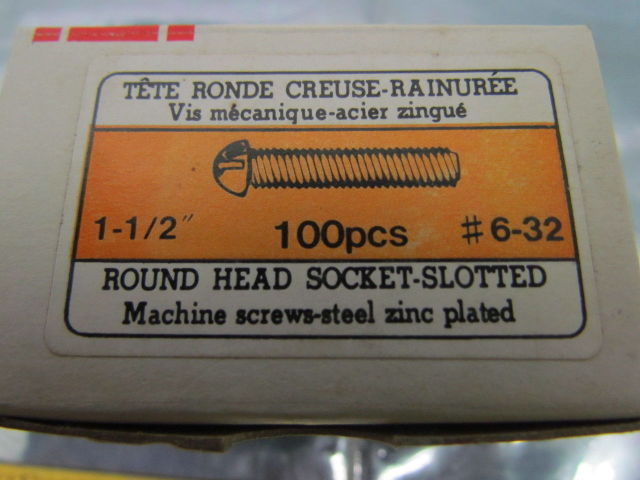 TÊTE RONDE CREUSE-RAINURÉE
Vis mécanique-acier zingué
1-1/2" 100pcs #6-32
ROUND HEAD SOCKET-SLOTTED
Machine screws-steel zinc plated